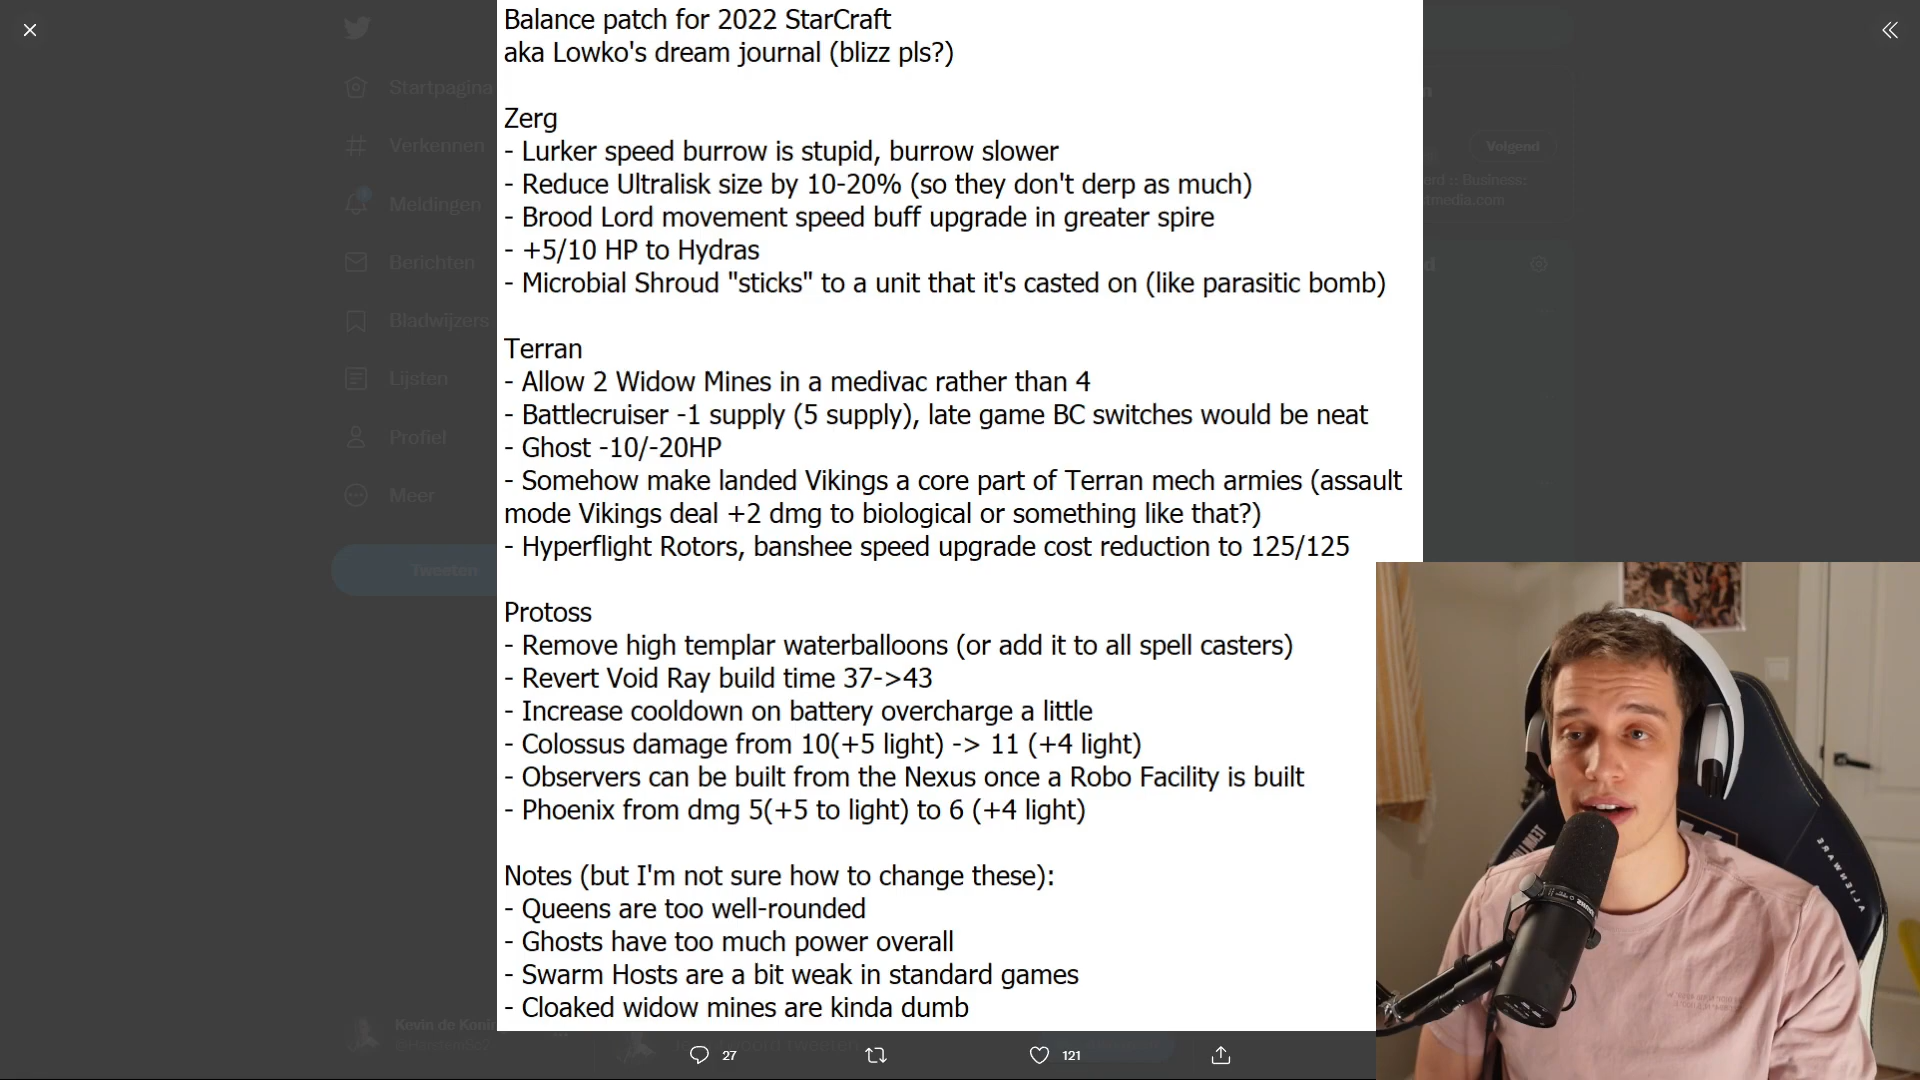 Balance patch for 2022 StarCraft
aka Lowko's dream journal (blizz pls?)
Zerg
- Lurker speed burrow is stupid, burrow slower
- Reduce Ultralisk size by 10-20% (so they don't derp as much)
- Brood Lord movement speed buff upgrade in greater spire
- +5/10 HP to Hydras
- Microbial Shroud "sticks" to a unit that it's casted on (like parasitic bomb)
Terran
- Allow 2 Widow Mines in a medivac rather than 4
- Battlecruiser -1 supply (5 supply), late game BC switches would be neat
- Ghost -10/-20HP
- Somehow make landed Vikings a core part of Terran mech armies (assault
mode Vikings deal +2 dmg to biological or something like that?)
- Hyperflight Rotors, banshee speed upgrade cost reduction to 125/125
Protoss
- Remove high templar waterballoons (or add it to all spell casters)
- Revert Void Ray build time 37->43
- Increase cooldown on battery overcharge a little
- Colossus damage from 10(+5 light) -> 11 (+4 light)
- Observers can be built from the Nexus once a Robo Facility is built
- Phoenix from dmg 5(+5 to light) to 6 (+4 light)
Notes (but I'm not sure how to change these):
- Queens are too well-rounded
- Ghosts have too much power overall
- Swarm Hosts are a bit weak in standard games
- Cloaked widow mines are kinda dumb
27
121
Startpagina
Verkennen
Meldingen
Berichten
Bladwijzers
Lijsten
Profiel
Meer
Tweeten
Volgend
:: Business:
tmedia.com
Kevin de Koni
ALIENWARE